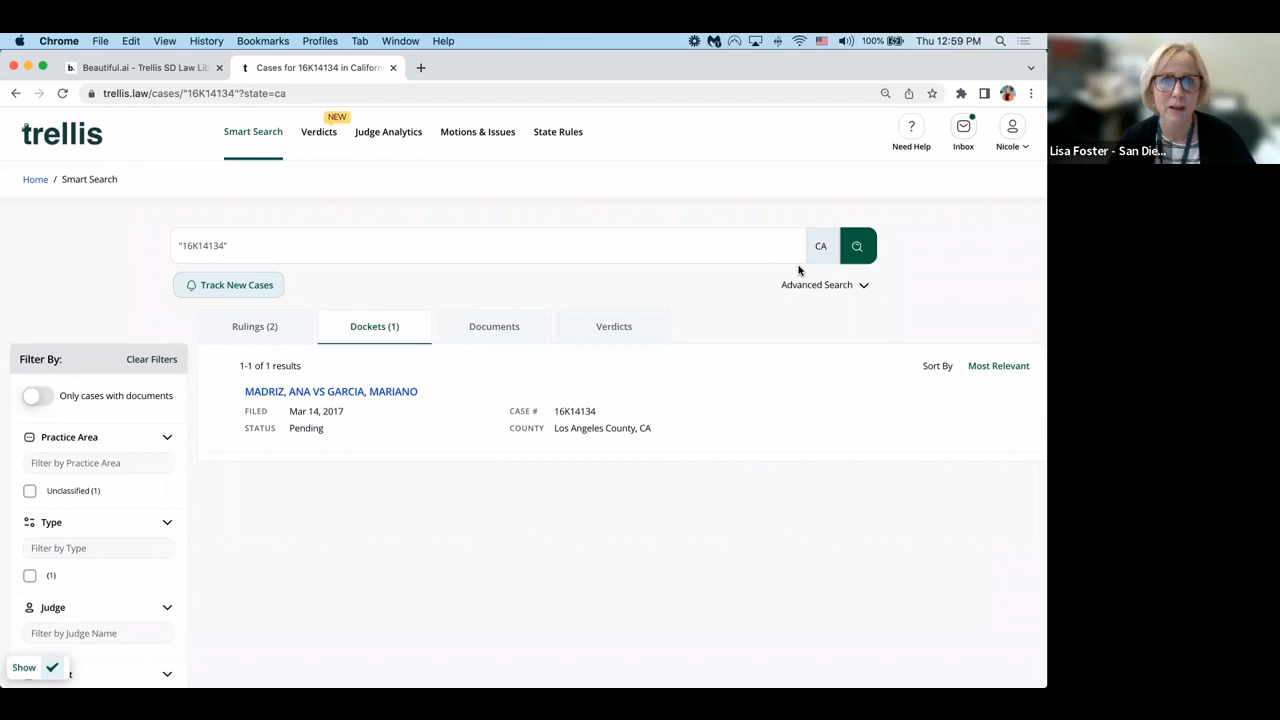 Chrome File Edit View History Bookmarks Profiles Tab Window Help 100% Thu 12:59 PM
b. Beautiful.ai - Trellis SD Law Lib t Cases for 16K14134 in Californ
trellis.law/cases/"16K14134"?state=ca
trellis
Smart Search
NEW
Verdicts
Judge Analytics
Motions & Issues
State Rules
? Need Help
Inbox
Nicole
Lisa Foster - San Die...
Home / Smart Search
"16K14134" CA
Track New Cases
Advanced Search
Rulings (2) Dockets (1) Documents Verdicts
Filter By: Clear Filters
1-1 of 1 results
Sort By Most Relevant
MADRIZ, ANA VS GARCIA, MARIANO
FILED Mar 14, 2017 CASE # 16K14134
STATUS Pending COUNTY Los Angeles County, CA
Only cases with documents
Practice Area
Filter by Practice Area
Unclassified (1)
Type
Filter by Type
(1)
Judge
Filter by Judge Name
Show
t